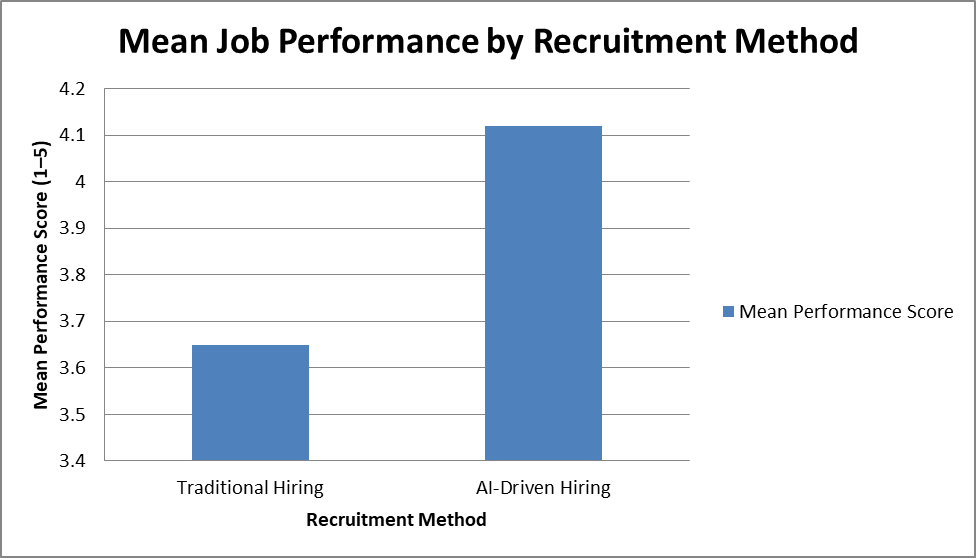 Mean Job Performance by Recruitment Method
4.2
4.1
4
3.9
3.8
3.7
3.6
3.5
3.4
Mean Performance Score (1–5)
Traditional Hiring
AI-Driven Hiring
Recruitment Method
Mean Performance Score